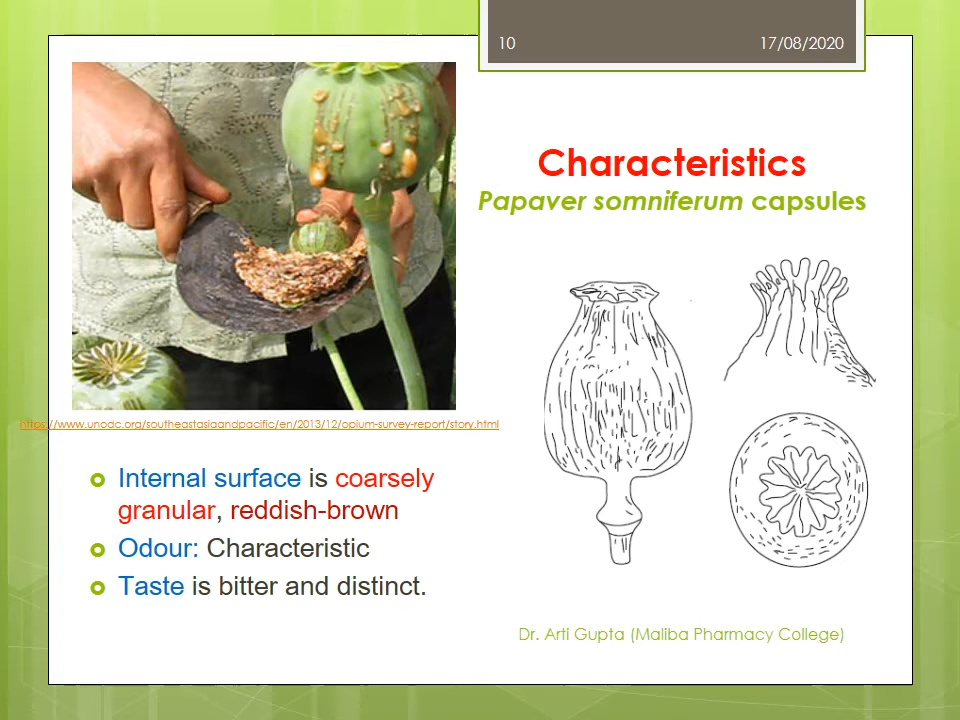 10
17/08/2020
Characteristics
Papaver somniferum capsules
https://www.unodc.org/southeastasiaandpacific/en/2013/12/opium-survey-report/story.html
Internal surface is coarsely
granular, reddish-brown
Odour: Characteristic
Taste is bitter and distinct.
Dr. Arti Gupta (Maliba Pharmacy College)